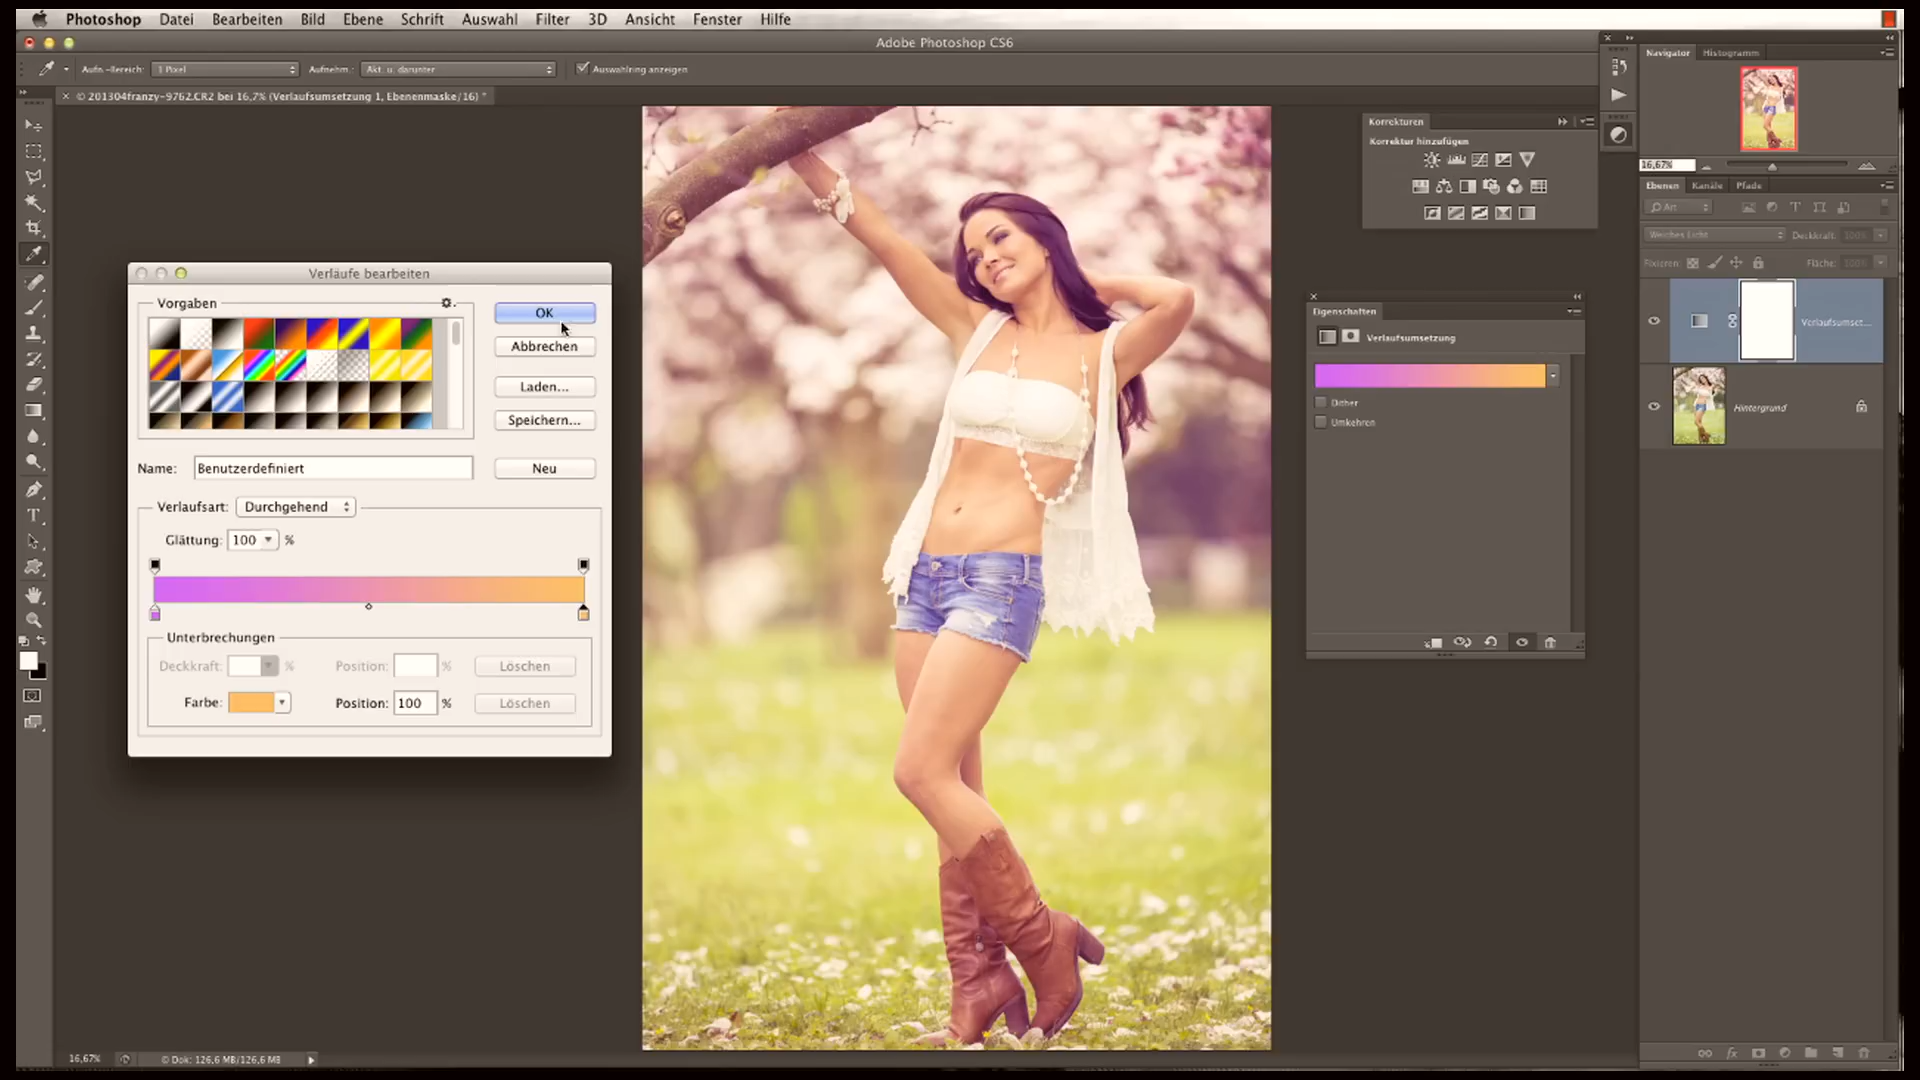 Photoshop Datei Bearbeiten Bild Ebene Schrift Auswahl Filter 3D Ansicht Fenster Hilfe
Adobe Photoshop CS6
Aufn.-Bereich: 1 Pixel Aufnehm.: Akt. u. darunter Auswahlring anzeigen
© 201304franzy-9762.CR2 bei 16,7% (Verlaufsumsetzung 1, Ebenenmaske/16) *
Navigator Histogramm
16,67%
Korrekturen
Korrektur hinzufügen
Ebenen Kanäle Pfade
Art
Weiches Licht Deckkraft: 100%
Fixieren: Fläche: 100%
Verlaufsumset...
Hintergrund
Eigenschaften
Verlaufsumsetzung
Dither
Umkehren
Verläufe bearbeiten
Vorgaben
OK
Abbrechen
Laden...
Speichern...
Name: Benutzerdefiniert
Neu
Verlaufsart: Durchgehend
Glättung: 100 %
Unterbrechungen
Deckkraft: % Position: % Löschen
Farbe: Position: 100 % Löschen
16,67% © Dok: 126,6 MB/126,6 MB